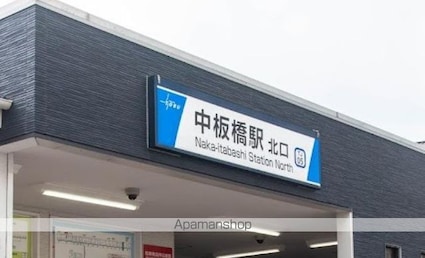 中板橋駅 北口
Naka-Itabashi Station North
TJ
05
Apamanshop